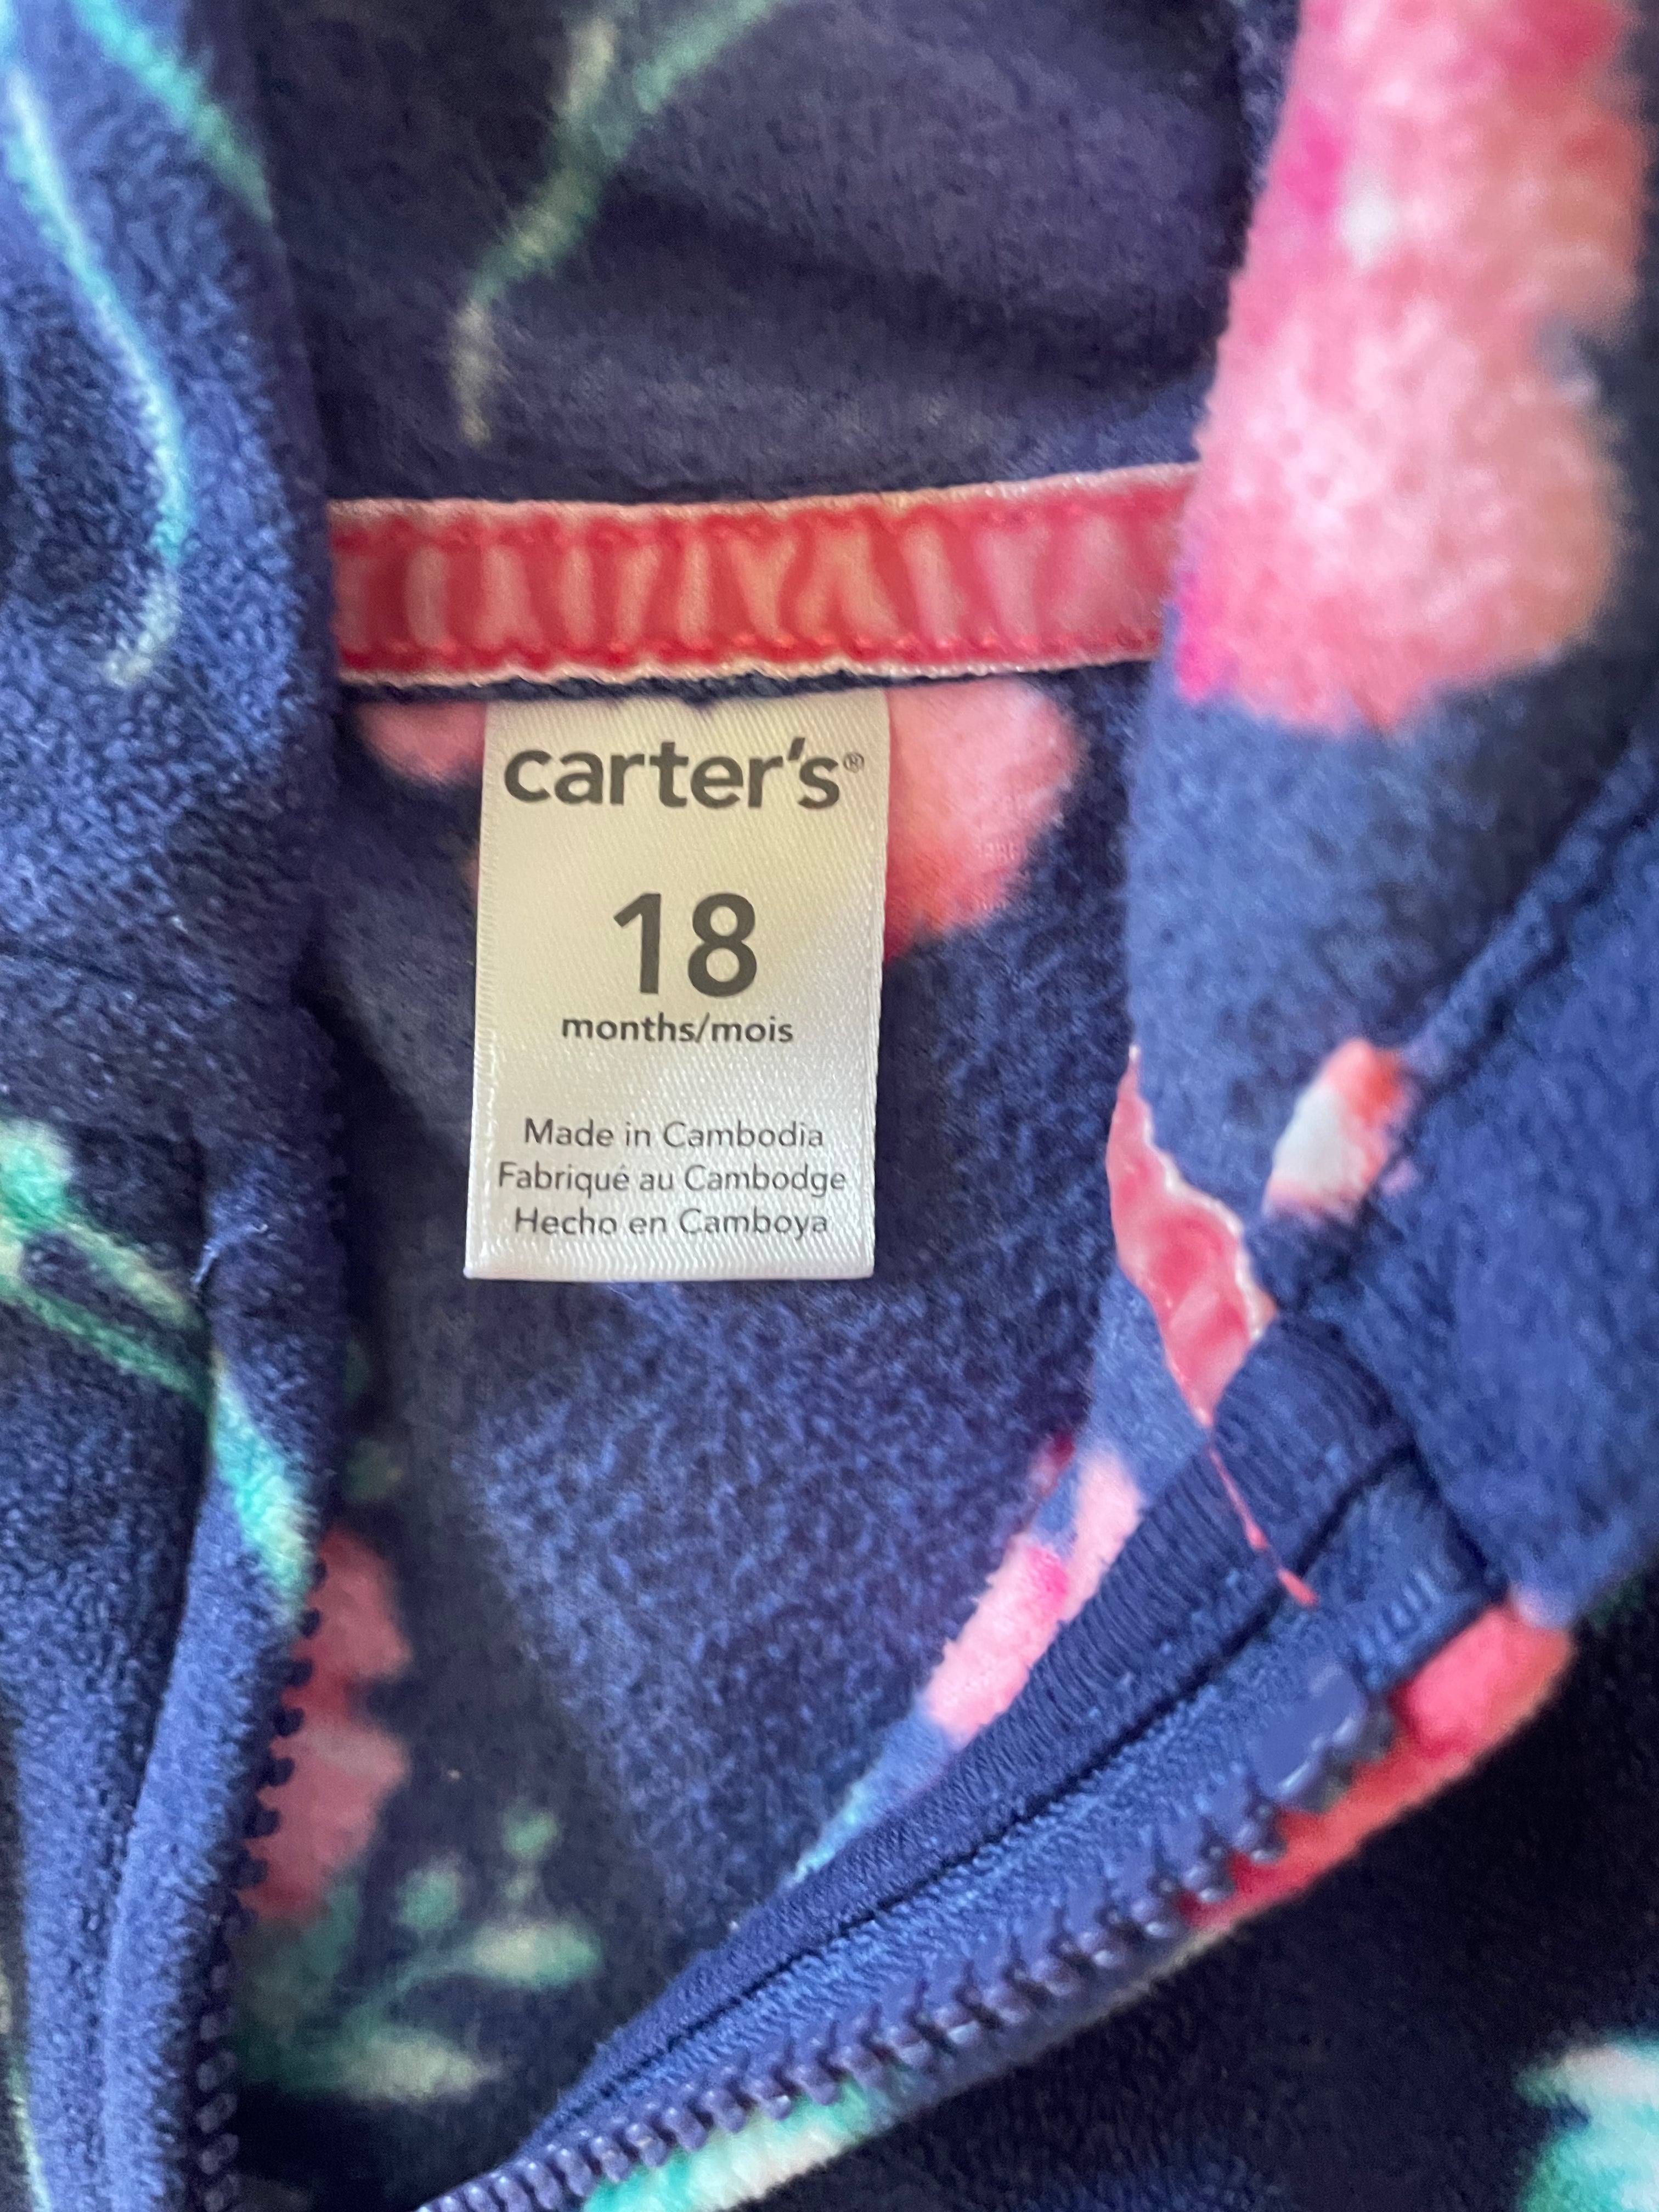 carter's®
18
months/mois
Made in Cambodia
Fabriqué au Cambodge
Hecho en Camboya